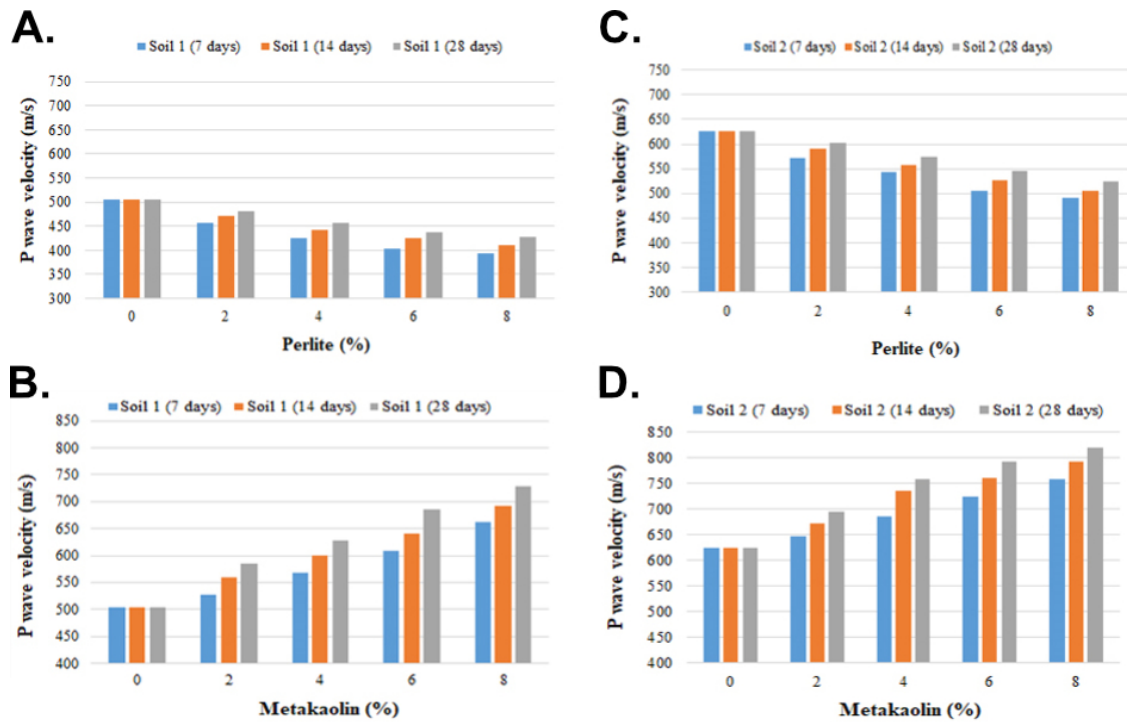 A.
Soil 1 (7 days) Soil 1 (14 days) Soil 1 (28 days)
P wave velocity (m/s)
750
700
650
600
550
500
450
400
350
300
0 2 4 6 8
Perlite (%)
C.
Soil 2 (7 days) Soil 2 (14 days) Soil 2 (28 days)
P wave velocity (m/s)
750
700
650
600
550
500
450
400
350
300
0 2 4 6 8
Perlite (%)
B.
Soil 1 (7 days) Soil 1 (14 days) Soil 1 (28 days)
P wave velocity (m/s)
850
800
750
700
650
600
550
500
450
400
0 2 4 6 8
Metakaolin (%)
D.
Soil 2 (7 days) Soil 2 (14 days) Soil 2 (28 days)
P wave velocity (m/s)
850
800
750
700
650
600
550
500
450
400
0 2 4 6 8
Metakaolin (%)